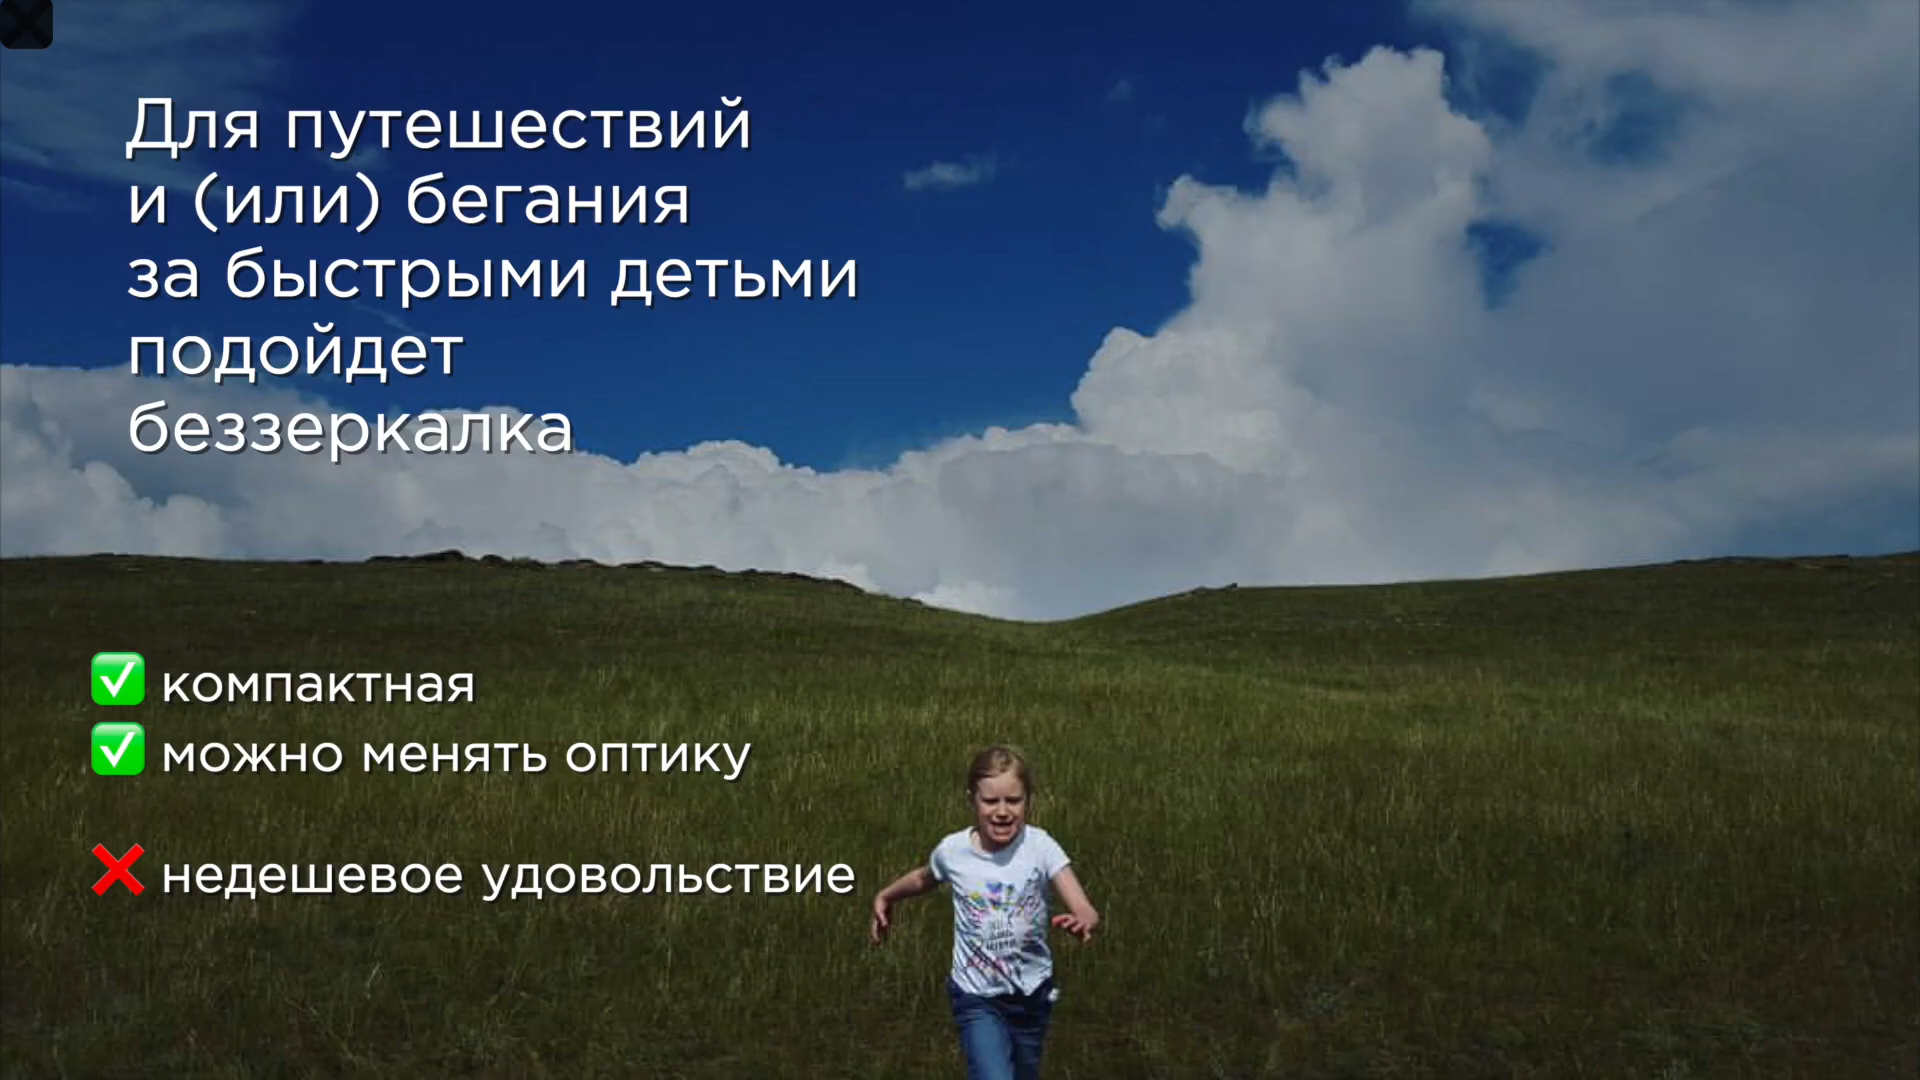 Для путешествий
и (или) бегания
за быстрыми детьми
подойдет
беззеркалка
компактная
можно менять оптику
недешевое удовольствие